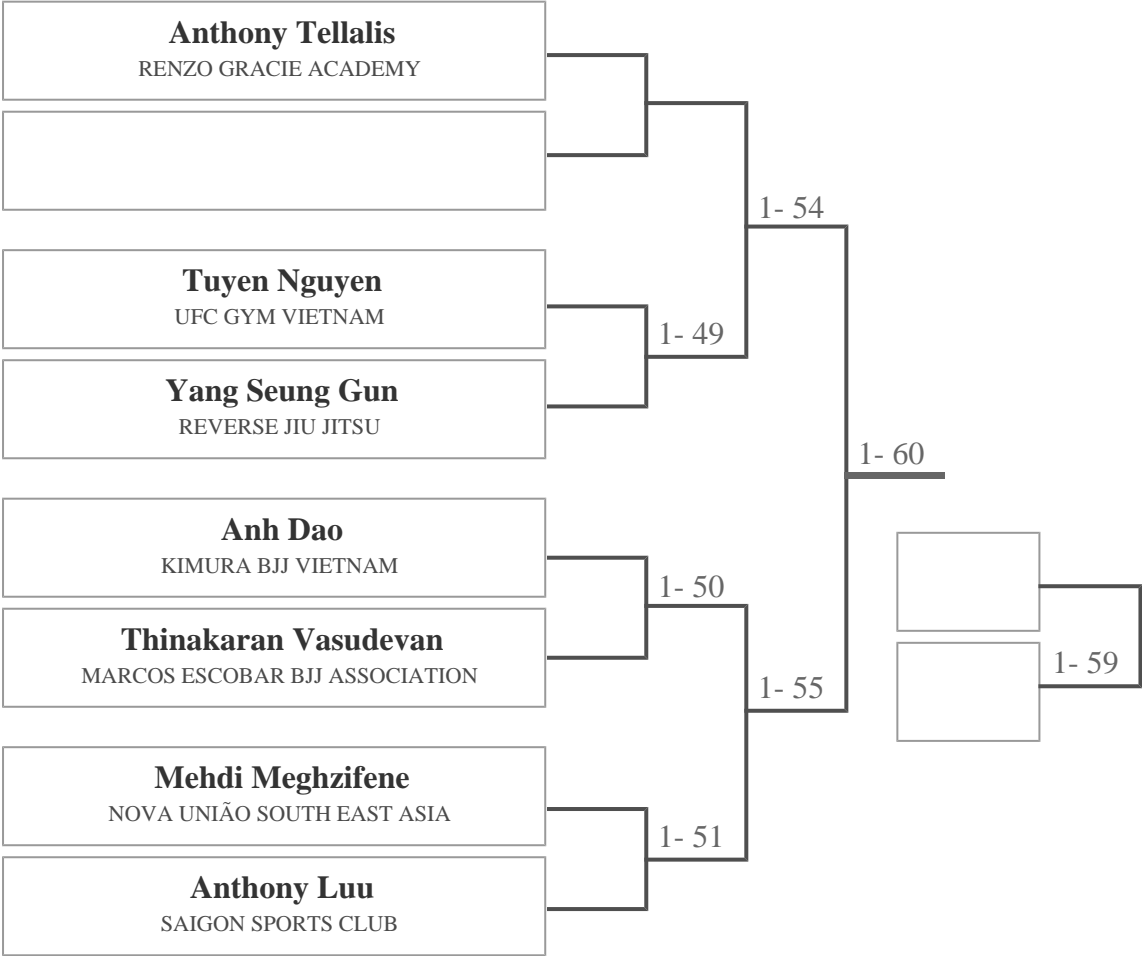 Anthony Tellalis
RENZO GRACIE ACADEMY
1- 54
Tuyen Nguyen
UFC GYM VIETNAM
1- 49
Yang Seung Gun
REVERSE JIU JITSU
1- 60
Anh Dao
KIMURA BJJ VIETNAM
1- 50
Thinakaran Vasudevan
MARCOS ESCOBAR BJJ ASSOCIATION
1- 55
1- 59
Mehdi Meghzifene
NOVA UNIÃO SOUTH EAST ASIA
1- 51
Anthony Luu
SAIGON SPORTS CLUB